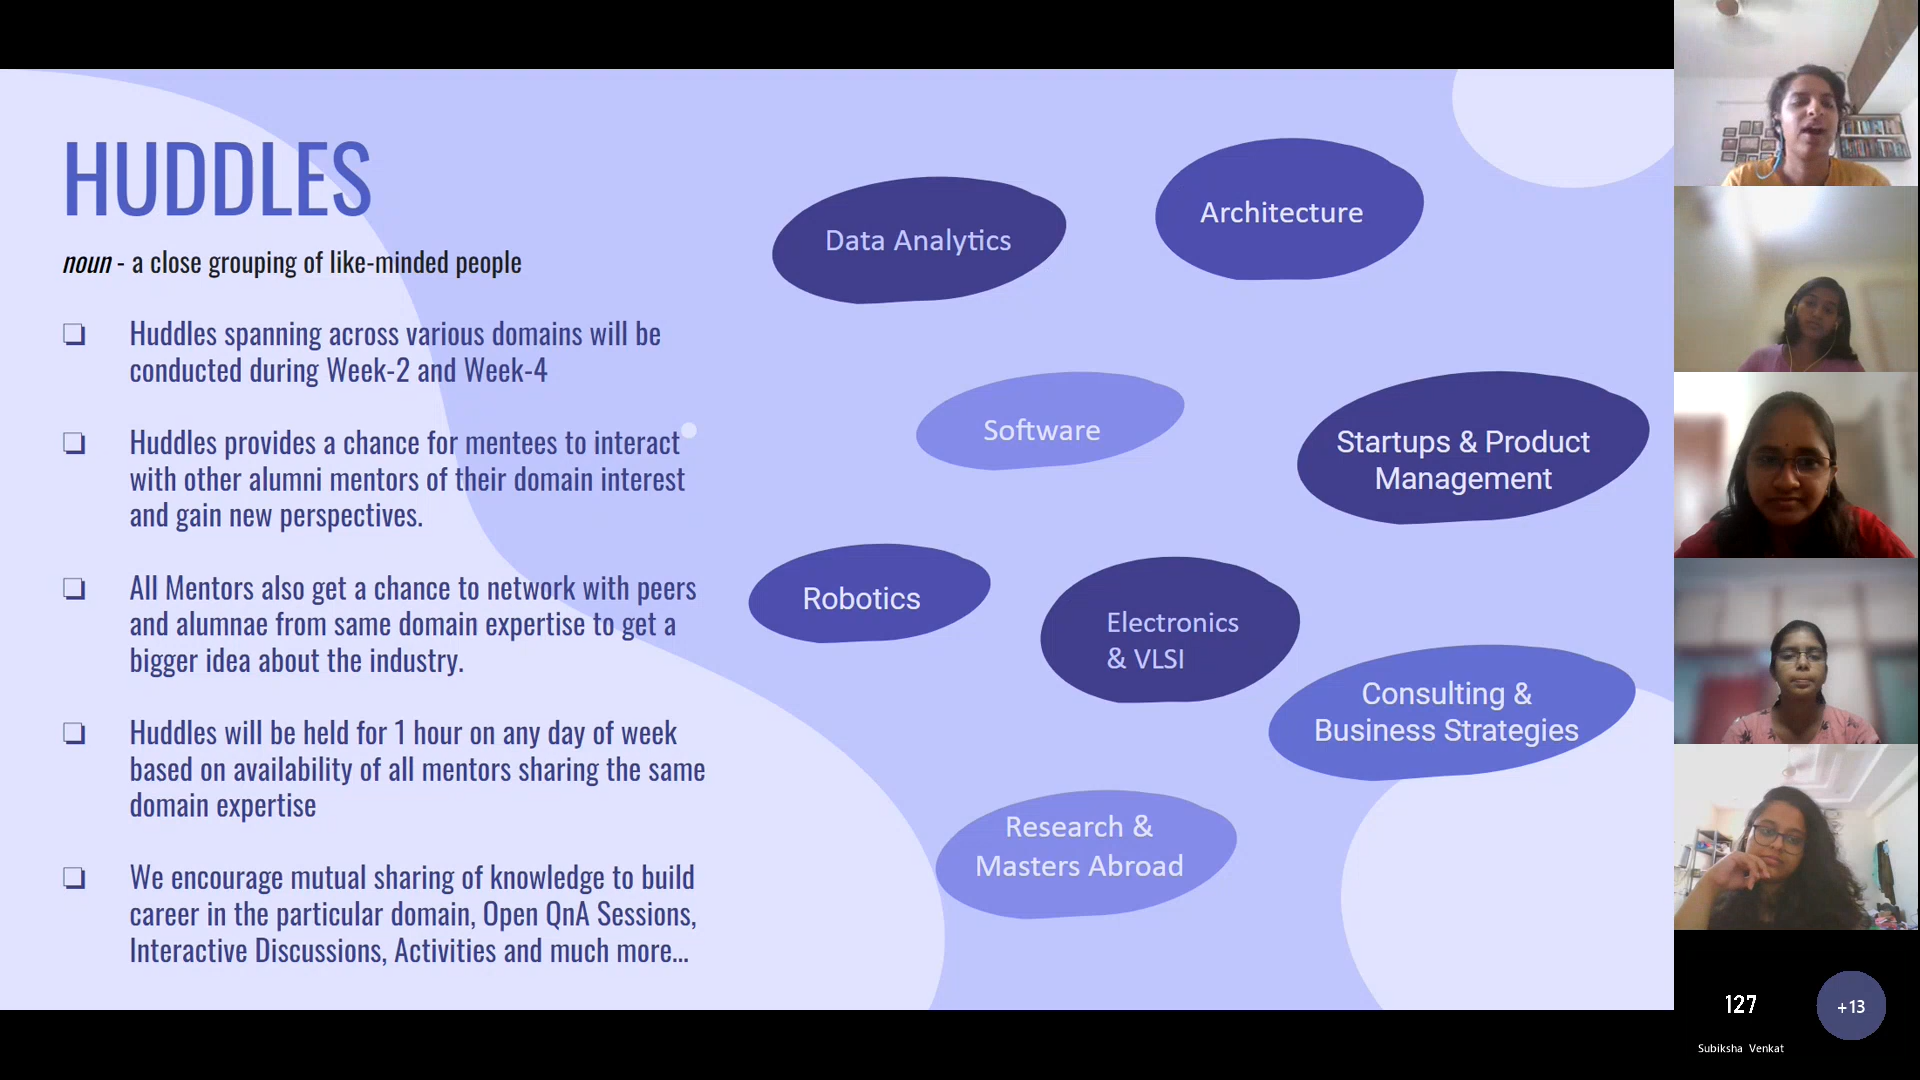 HUDDLES
noun - a close grouping of like-minded people
Huddles spanning across various domains will be
conducted during Week-2 and Week-4
Huddles provides a chance for mentees to interact
with other alumni mentors of their domain interest
and gain new perspectives.
All Mentors also get a chance to network with peers
and alumnae from same domain expertise to get a
bigger idea about the industry.
Huddles will be held for 1 hour on any day of week
based on availability of all mentors sharing the same
domain expertise
We encourage mutual sharing of knowledge to build
career in the particular domain, Open QnA Sessions,
Interactive Discussions, Activities and much more...
Data Analytics
Architecture
Software
Startups & Product
Management
Robotics
Electronics
& VLSI
Consulting &
Business Strategies
Research &
Masters Abroad
127
+13
Subiksha Venkat